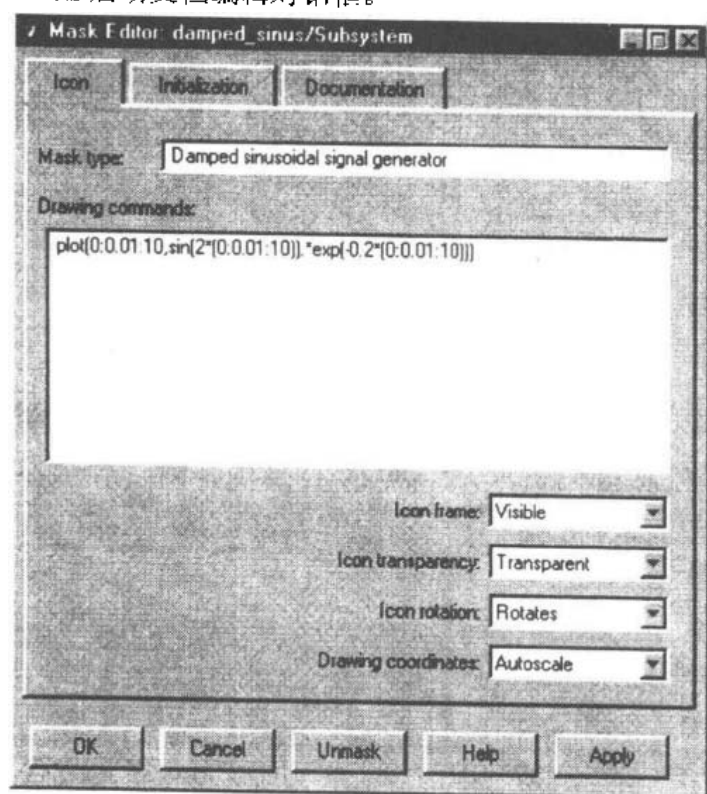 Mask Editor: damped_sinus/Subsystem
Icon Initialization Documentation
Mask type: Damped sinusoidal signal generator
Drawing commands:
plot(0:0.01:10,sin(2*[0:0.01:10]).*exp(-0.2*[0:0.01:10]))
Icon frame: Visible
Icon transparency: Transparent
Icon rotation: Rotates
Drawing coordinates: Autoscale
OK Cancel Unmask Help Apply